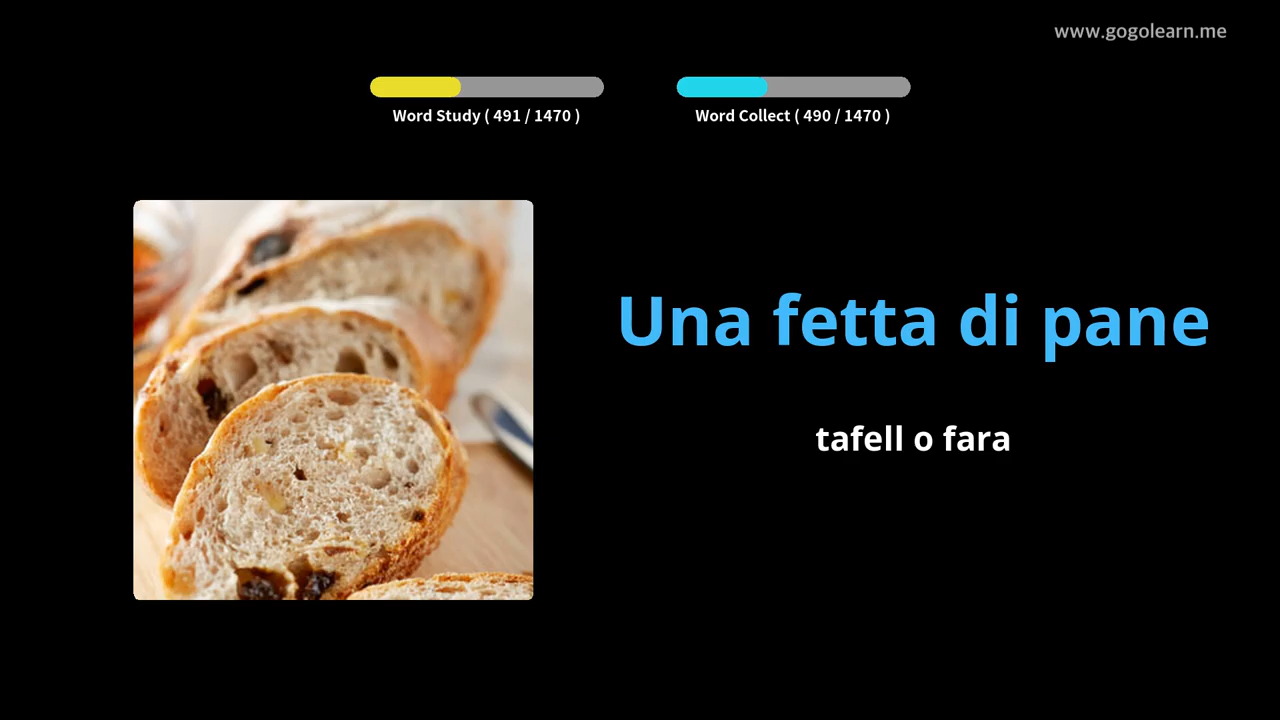 www.gogolearn.me
Word Study ( 491 / 1470 )
Word Collect ( 490 / 1470 )
Una fetta di pane
tafell o fara